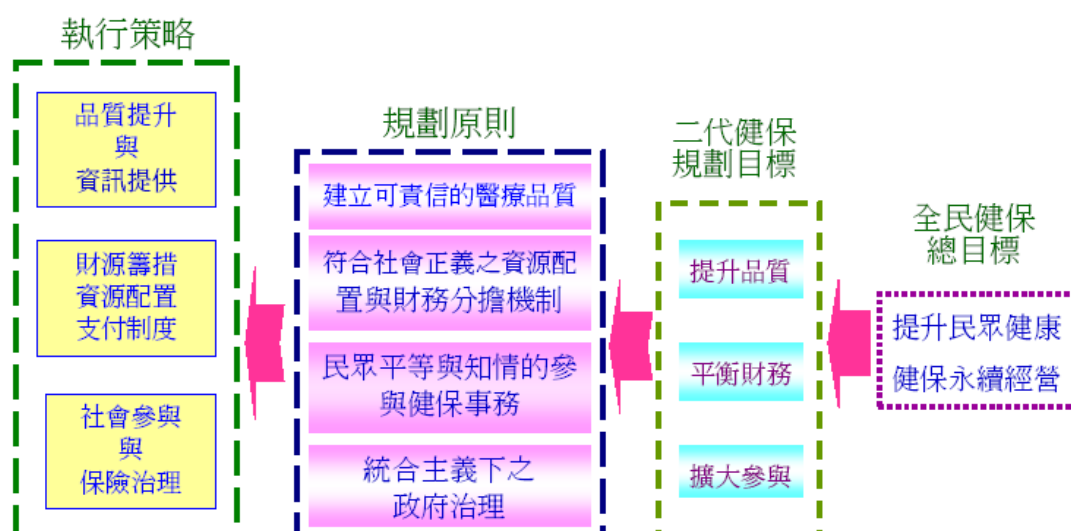 執行策略
品質提升
與
資訊提供
財源籌措
資源配置
支付制度
社會參與
與
保險治理
規劃原則
建立可責信的醫療品質
符合社會正義之資源配
置與財務分擔機制
民眾平等與知情的參
與健保事務
統合主義下之
政府治理
二代健保
規劃目標
提升品質
平衡財務
擴大參與
全民健保
總目標
提升民眾健康
健保永續經營